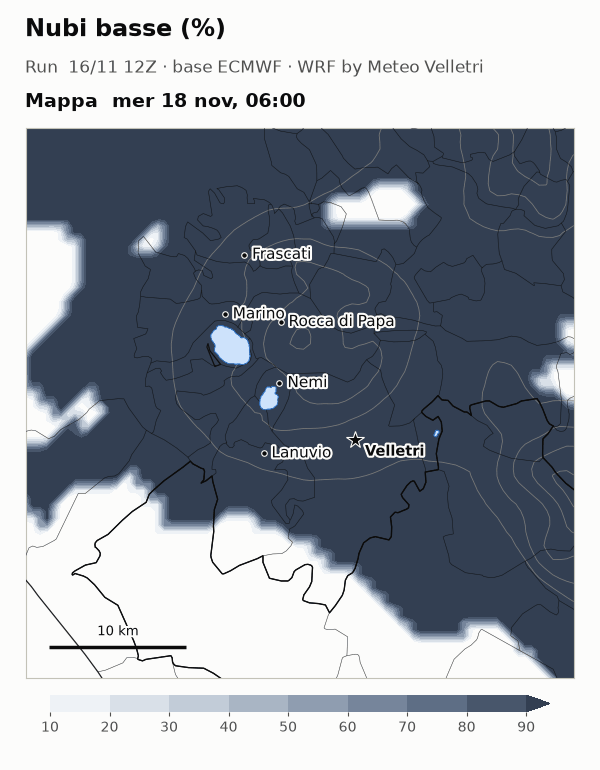 Nubi basse (%)
Run  16/11 12Z · base ECMWF · WRF by Meteo Velletri
Mappa  mer 18 nov, 06:00
Frascati
Marino
Rocca di Papa
Nemi
Velletri
Lanuvio
10 km
10 20 30 40 50 60 70 80 90